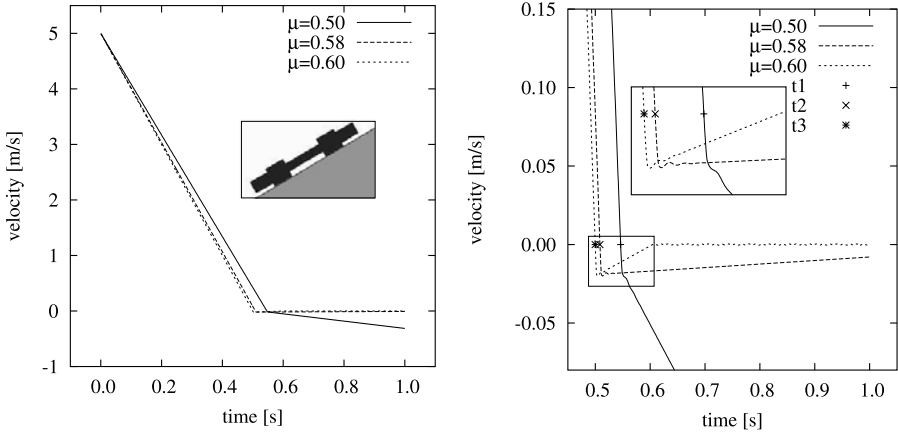 5
4
3
2
1
0
-1
0.0 0.2 0.4 0.6 0.8 1.0
velocity [m/s]
time [s]
μ=0.50
μ=0.58
μ=0.60
0.15
0.10
0.05
0.00
-0.05
0.5 0.6 0.7 0.8 0.9 1.0
velocity [m/s]
time [s]
μ=0.50
μ=0.58
μ=0.60
t1
t2
t3